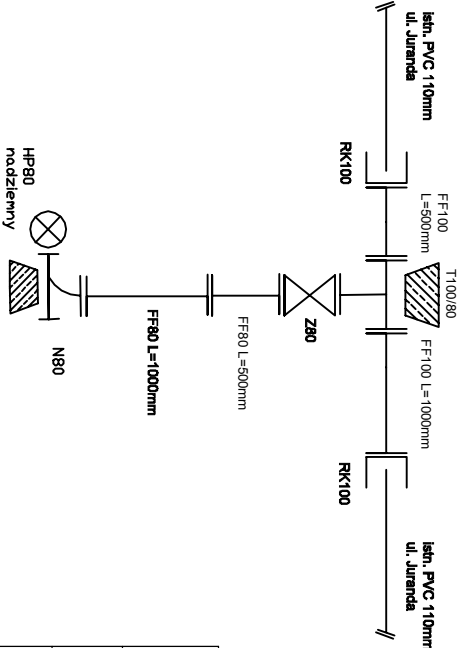 istn. PVC 110mm
ul. Juranda
RK100
FF100
L=500mm
T100/80
FF100 L=1000mm
RK100
istn. PVC 110mm
ul. Juranda
Z80
FF80 L=500mm
FF80 L=1000mm
N80
HP80
nadziemny